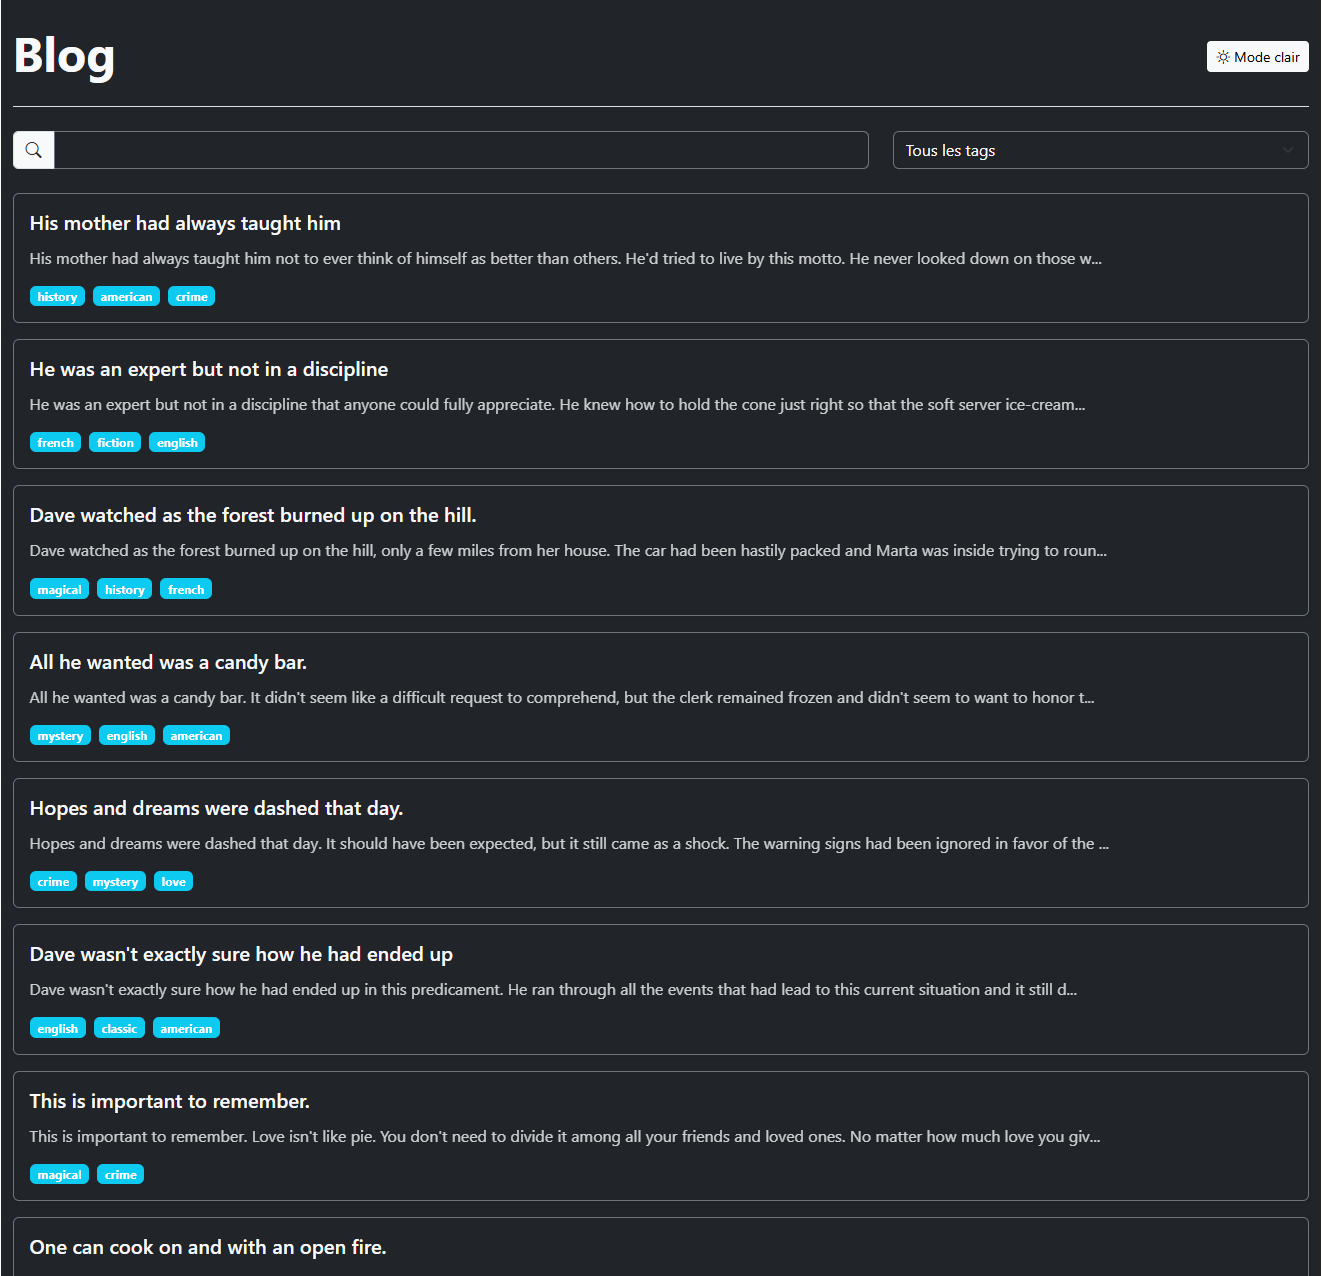 Blog
Mode clair
Tous les tags
His mother had always taught him
His mother had always taught him not to ever think of himself as better than others. He'd tried to live by this motto. He never looked down on those w...
history american crime
He was an expert but not in a discipline
He was an expert but not in a discipline that anyone could fully appreciate. He knew how to hold the cone just right so that the soft server ice-cream...
french fiction english
Dave watched as the forest burned up on the hill.
Dave watched as the forest burned up on the hill, only a few miles from her house. The car had been hastily packed and Marta was inside trying to roun...
magical history french
All he wanted was a candy bar.
All he wanted was a candy bar. It didn't seem like a difficult request to comprehend, but the clerk remained frozen and didn't seem to want to honor t...
mystery english american
Hopes and dreams were dashed that day.
Hopes and dreams were dashed that day. It should have been expected, but it still came as a shock. The warning signs had been ignored in favor of the ...
crime mystery love
Dave wasn't exactly sure how he had ended up
Dave wasn't exactly sure how he had ended up in this predicament. He ran through all the events that had lead to this current situation and it still d...
english classic american
This is important to remember.
This is important to remember. Love isn't like pie. You don't need to divide it among all your friends and loved ones. No matter how much love you giv...
magical crime
One can cook on and with an open fire.